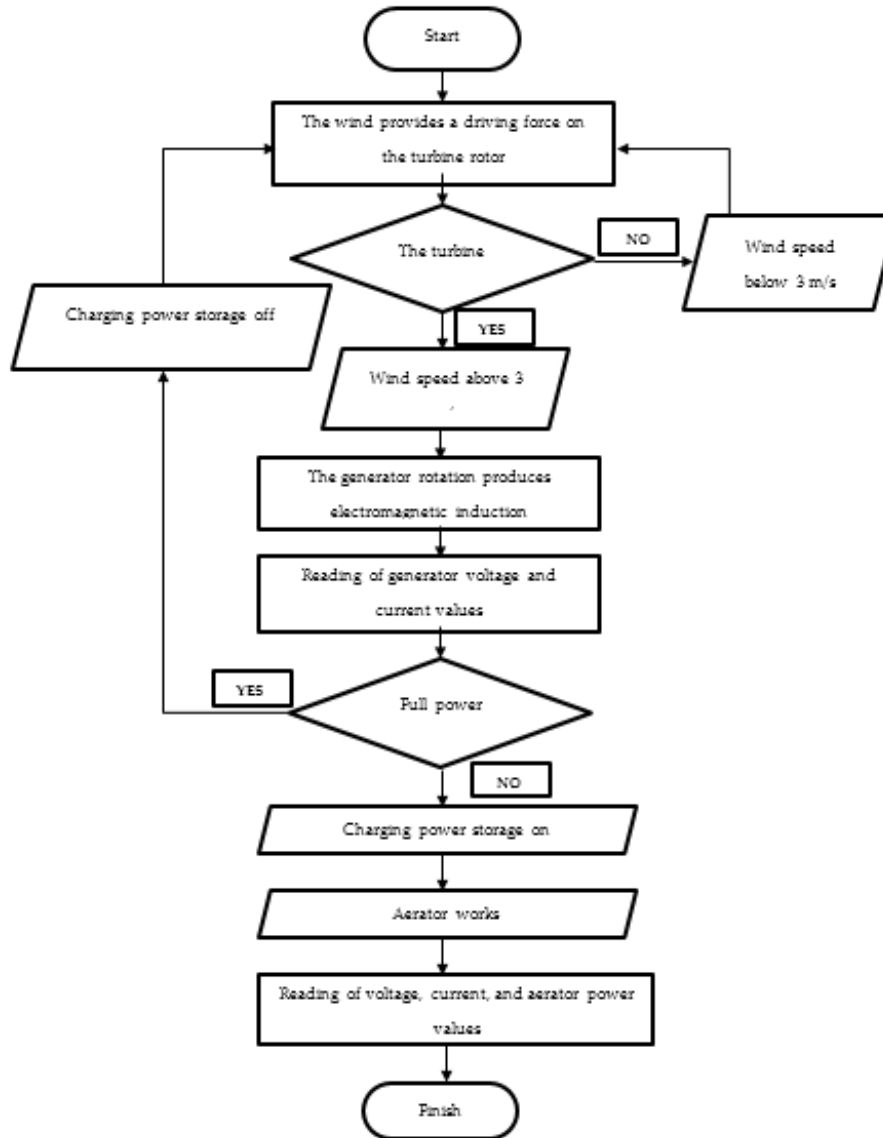 Start
The wind provides a driving force on
the turbine rotor
The turbine
NO
Wind speed
below 3 m/s
Charging power storage off
YES
Wind speed above 3
The generator rotation produces
electromagnetic induction
Reading of generator voltage and
current values
YES
Full power
NO
Charging power storage on
Aerator works
Reading of voltage, current, and aerator power
values
Finish